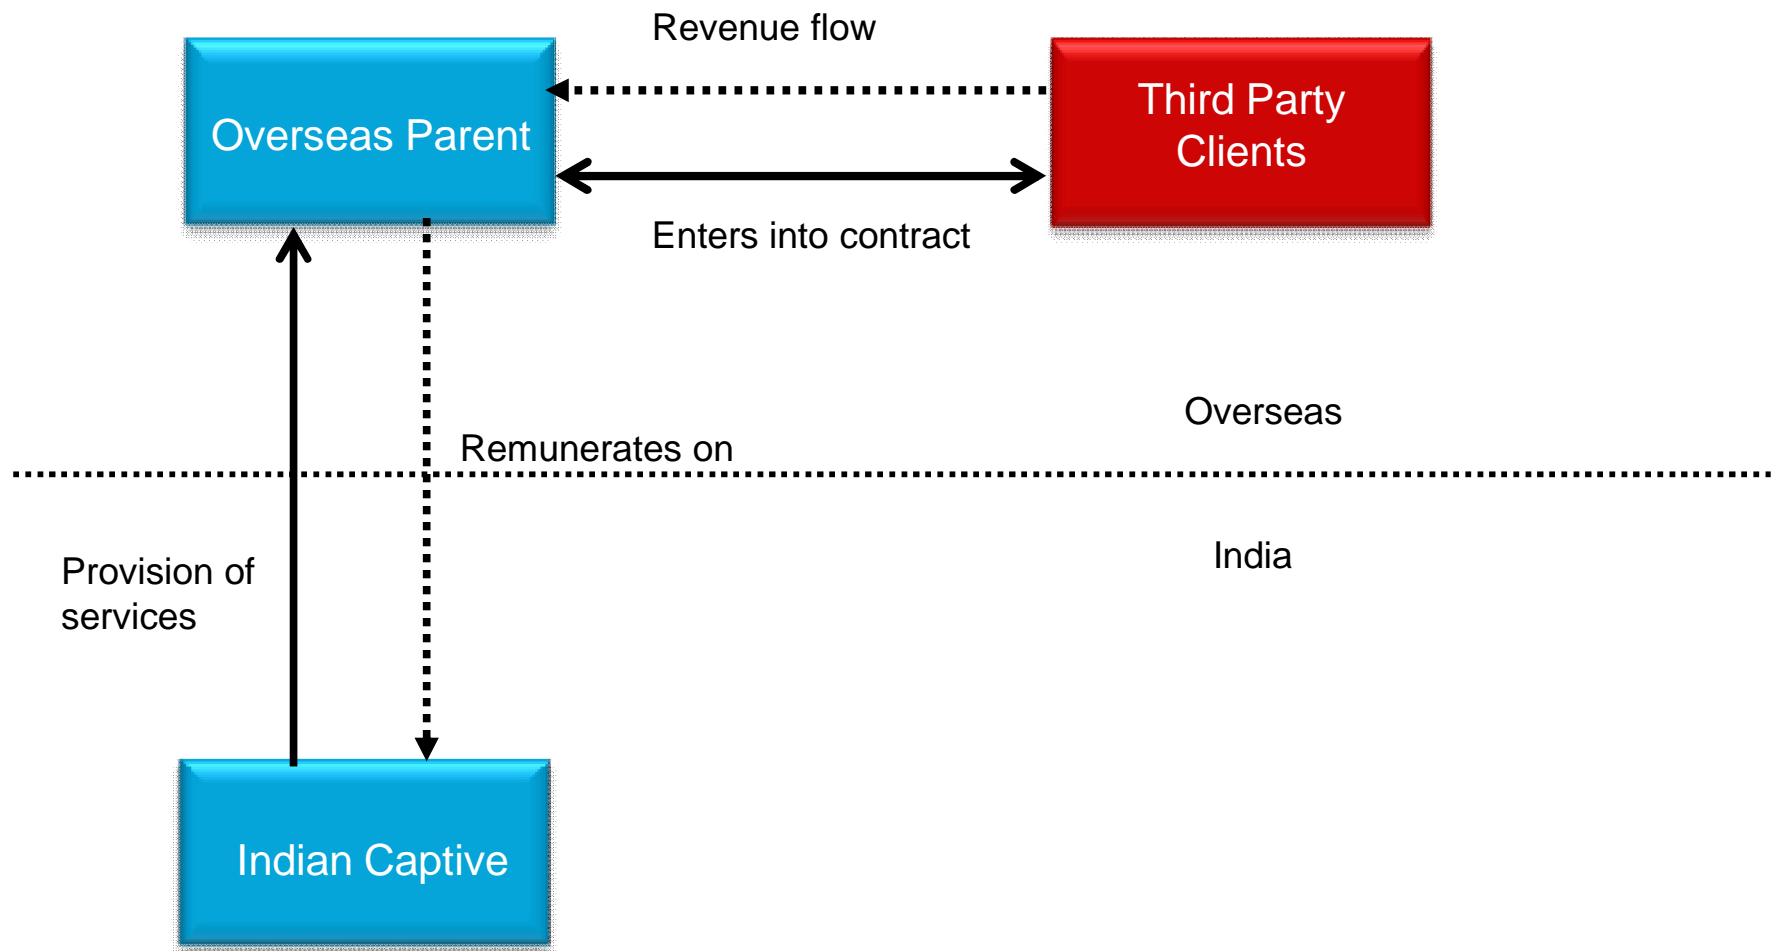 Revenue flow
Overseas Parent
Third Party
Clients
Enters into contract
Overseas
Remunerates on
India
Provision of
services
Indian Captive